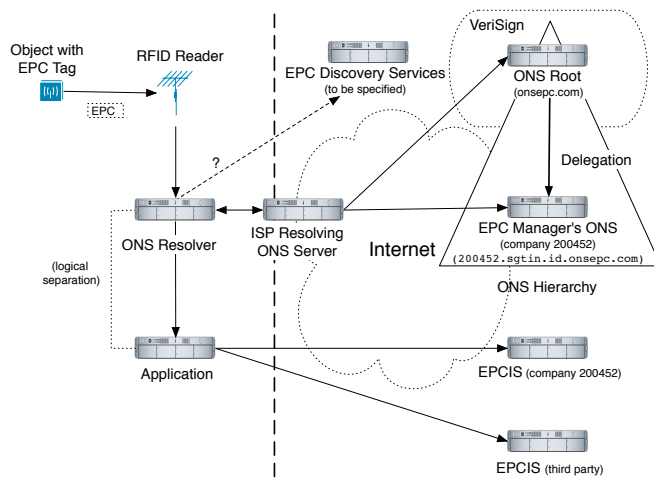 VeriSign
Object with
EPC Tag
RFID Reader
EPC
EPC Discovery Services
(to be specified)
ONS Root
(onsepc.com)
?
Delegation
ONS Resolver
ISP Resolving
ONS Server
Internet
EPC Manager's ONS
(company 200452)
(200452.sgtin.id.onsepc.com)
ONS Hierarchy
(logical
separation)
Application
EPCIS (company 200452)
EPCIS (third party)